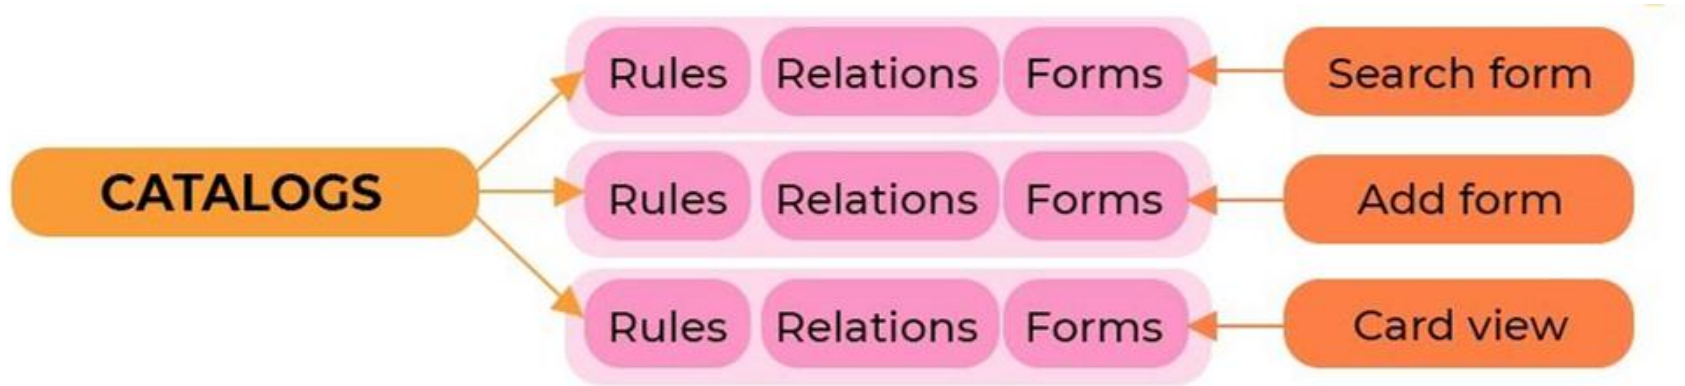 Rules Relations Forms Search form
CATALOGS Rules Relations Forms Add form
Rules Relations Forms Card view